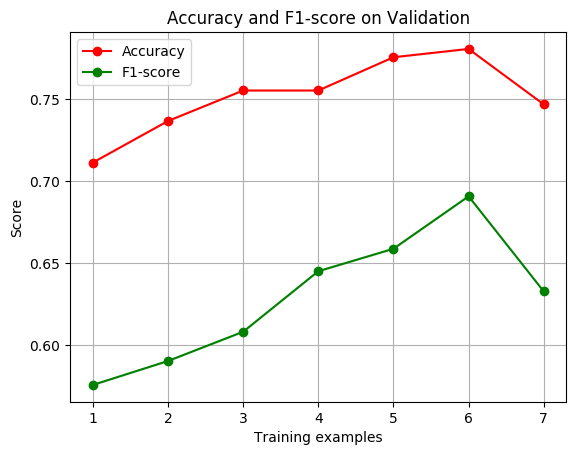 Accuracy and F1-score on Validation
Accuracy
F1-score
0.75
0.70
0.65
0.60
Score
1 2 3 4 5 6 7
Training examples